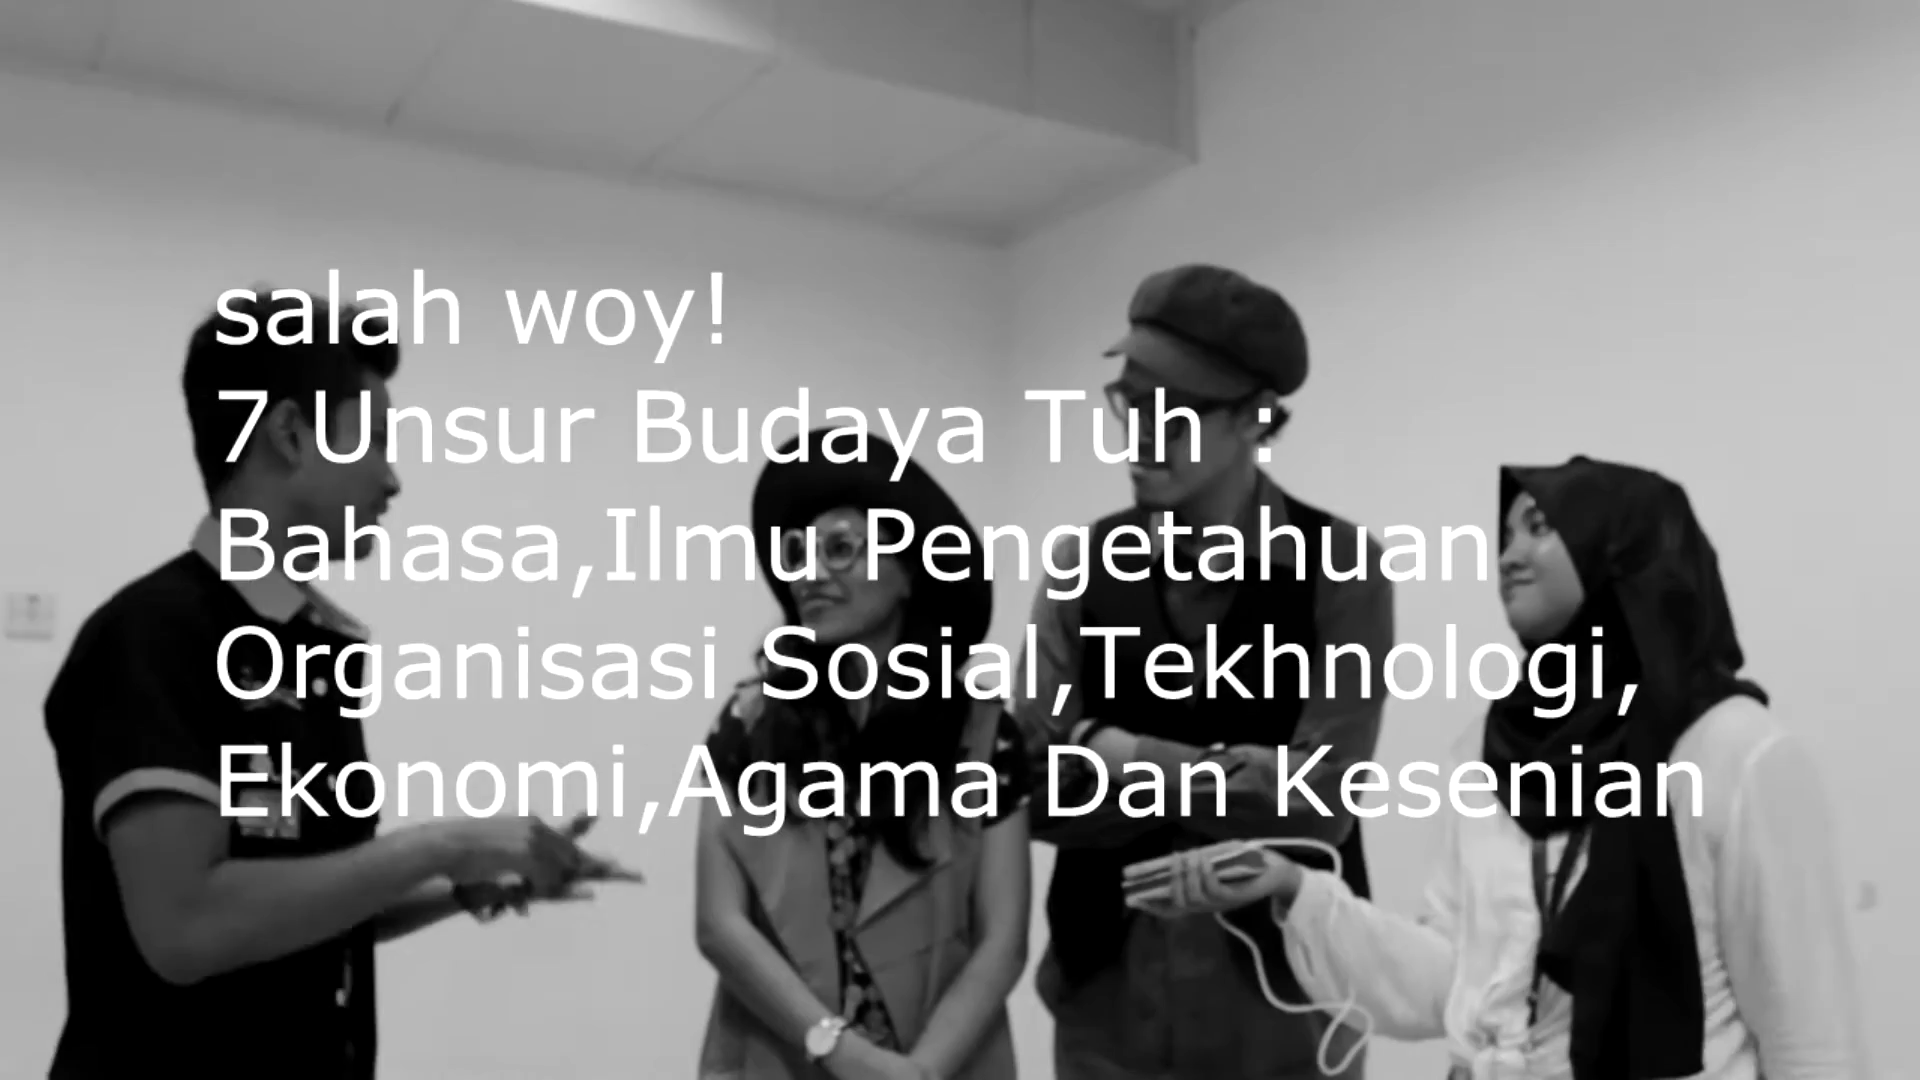 salah woy!
7 Unsur Budaya Tuh :
Bahasa,Ilmu Pengetahuan
Organisasi Sosial,Tekhnologi,
Ekonomi,Agama Dan Kesenian